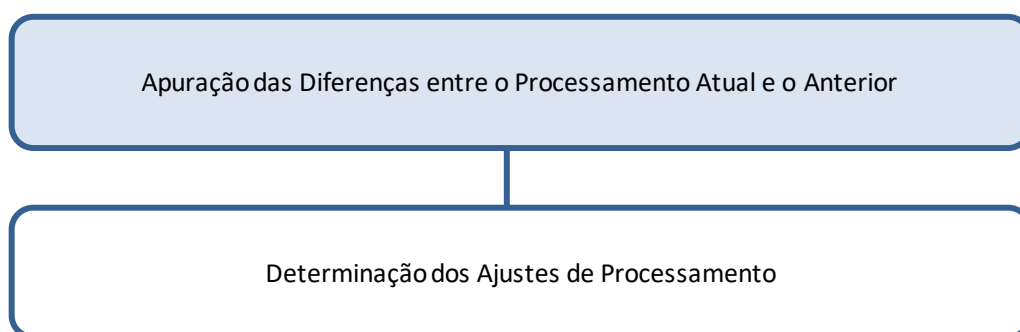 Apuração das Diferenças entre o Processamento Atual e o Anterior
Determinação dos Ajustes de Processamento